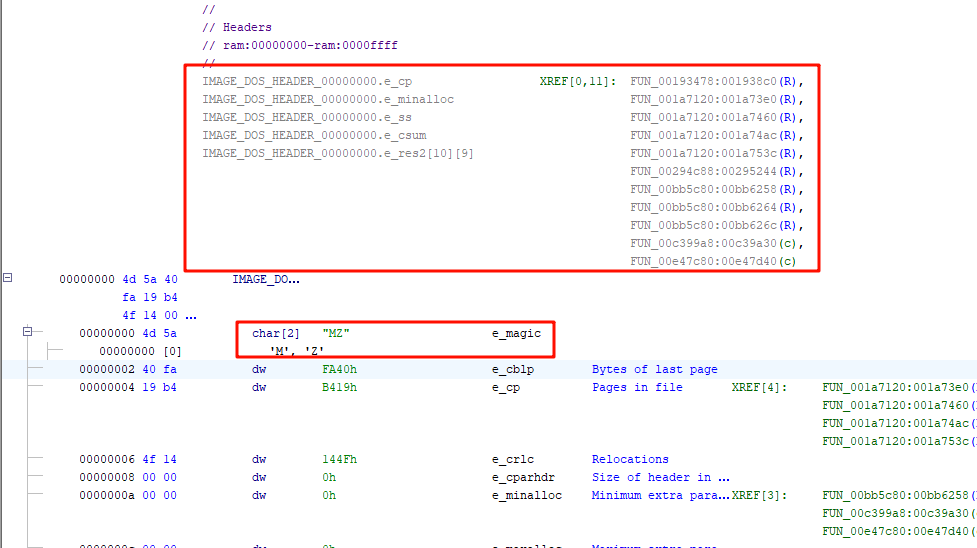 //
// Headers
// ram:00000000-ram:0000ffff
//
IMAGE_DOS_HEADER_00000000.e_cp XREF[0,11]: FUN_00193478:001938c0(R),
IMAGE_DOS_HEADER_00000000.e_minalloc FUN_001a7120:001a73e0(R),
IMAGE_DOS_HEADER_00000000.e_ss FUN_001a7120:001a7460(R),
IMAGE_DOS_HEADER_00000000.e_csum FUN_001a7120:001a74ac(R),
IMAGE_DOS_HEADER_00000000.e_res2[10][9] FUN_001a7120:001a753c(R),
FUN_00294c88:00295244(R),
FUN_00bb5c80:00bb6258(R),
FUN_00bb5c80:00bb6264(R),
FUN_00bb5c80:00bb626c(R),
FUN_00c399a8:00c39a30(c),
FUN_00e47c80:00e47d40(c)
00000000 4d 5a 40 IMAGE_DO...
fa 19 b4
4f 14 00 ...
00000000 4d 5a char[2] "MZ" e_magic
00000000 [0] 'M', 'Z'
00000002 40 fa dw FA40h e_cblp Bytes of last page
00000004 19 b4 dw B419h e_cp Pages in file XREF[4]: FUN_001a7120:001a73e0(
FUN_001a7120:001a7460(
FUN_001a7120:001a74ac(
FUN_001a7120:001a753c(
00000006 4f 14 dw 144Fh e_crlc Relocations
00000008 00 00 dw 0h e_cparhdr Size of header in ...
0000000a 00 00 dw 0h e_minalloc Minimum extra para... XREF[3]: FUN_00bb5c80:00bb6258(
FUN_00c399a8:00c39a30(
FUN_00e47c80:00e47d40(